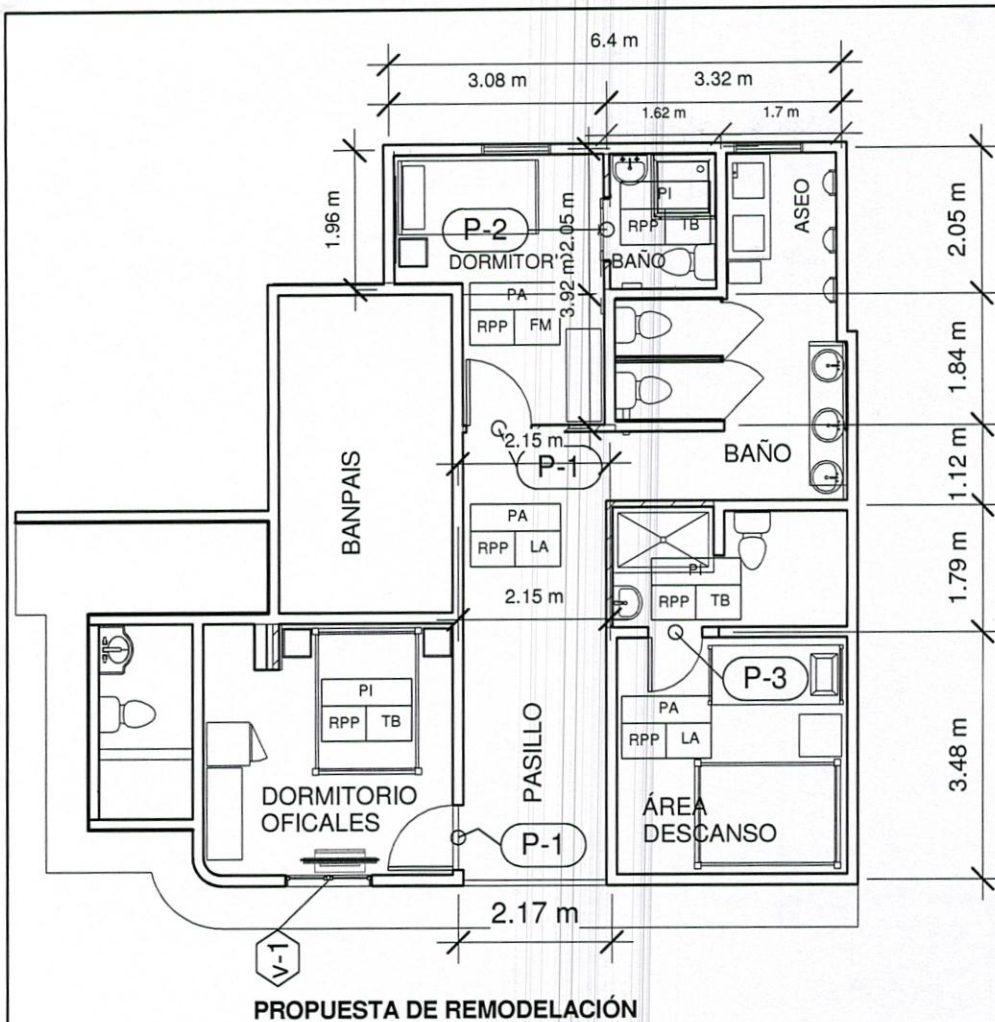 6.4 m
3.08 m
3.32 m
1.62 m
1.7 m
1.96 m
2.05 m
1.84 m
1.12 m
1.79 m
3.48 m
P-2
DORMITOR
3.92 m
2.05 m
PI
RPP
TB
BAÑO
ASEO
PA
RPP
FM
2.15 m
P-1
BAÑO
BANPAIS
PA
RPP
LA
2.15 m
PI
RPP
TB
P-3
PI
RPP
TB
PA
RPP
LA
PASILLO
DORMITORIO
OFICALES
ÁREA
DESCANSO
P-1
2.17 m
V-1
PROPUESTA DE REMODELACIÓN